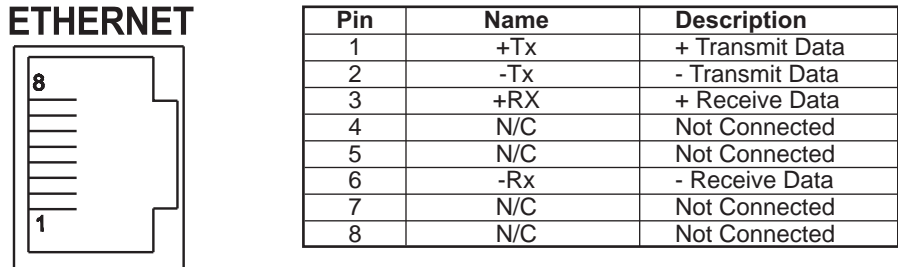 ETHERNET
8
1
Pin Name Description
1 +Tx + Transmit Data
2 -Tx - Transmit Data
3 +RX + Receive Data
4 N/C Not Connected
5 N/C Not Connected
6 -Rx - Receive Data
7 N/C Not Connected
8 N/C Not Connected